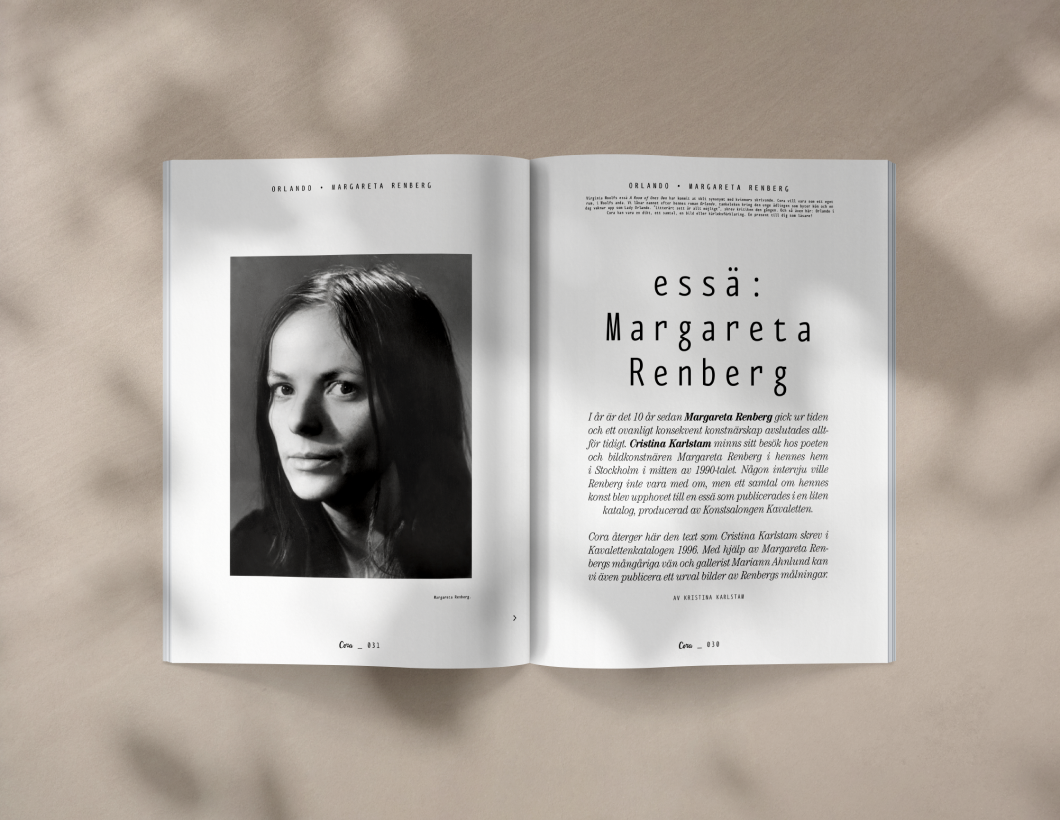 ORLANDO • MARGARETA RENBERG
Margareta Renberg.
›
Cora _ 031
ORLANDO • MARGARETA RENBERG
essä:
Margareta
Renberg
I år är det 10 år sedan Margareta Renberg gick ur tiden
och ett ovanligt konsekvent konstnärskap avslutades allt-
för tidigt. Cristina Karlstam minns sitt besök hos poeten
och bildkonstnären Margareta Renberg i hennes hem
i Stockholm i mitten av 1990-talet. Någon intervju ville
Renberg inte vara med om, men ett samtal om hennes
konst blev upphovet till en essä som publicerades i en liten
katalog, producerad av Konstsalongen Kavaletten.
Cora återger här den text som Cristina Karlstam skrev i
Kavalettenkatalogen 1996. Med hjälp av Margareta Ren-
bergs mångåriga vän och gallerist Mariann Ahnlund kan
vi även publicera ett urval bilder av Renbergs målningar.
AV KRISTINA KARLSTAM
Cora _ 030